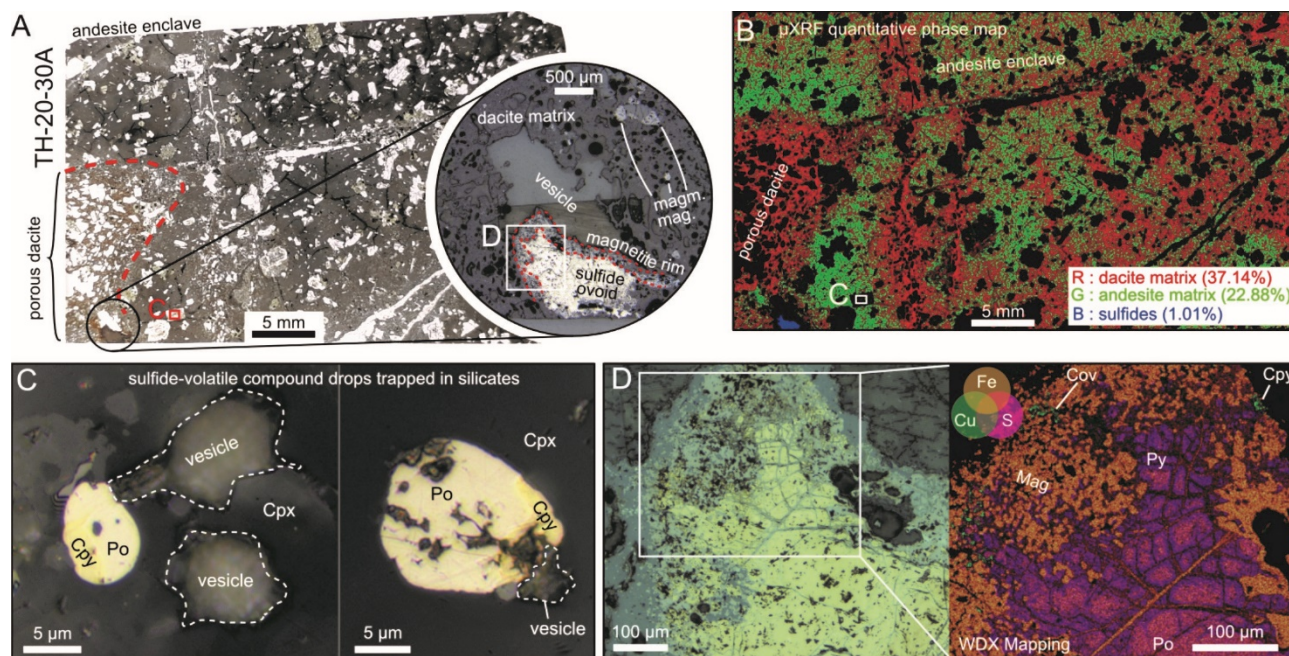 A
TH-20-30A
andesite enclave
porous dacite
C
5 mm
500 µm
dacite matrix
vesicle
magm.
mag.
D
magnetite rim
sulfide
ovoid
B
µXRF quantitative phase map
andesite enclave
porous dacite
C
5 mm
R : dacite matrix (37.14%)
G : andesite matrix (22.88%)
B : sulfides (1.01%)
C
sulfide-volatile compound drops trapped in silicates
vesicle
Cpx
Cpy
Po
vesicle
5 µm
Cpx
Po
Cpy
vesicle
5 µm
D
100 µm
Fe
Cu
S
Cov
Cpy
Mag
Py
Po
WDX Mapping
100 µm